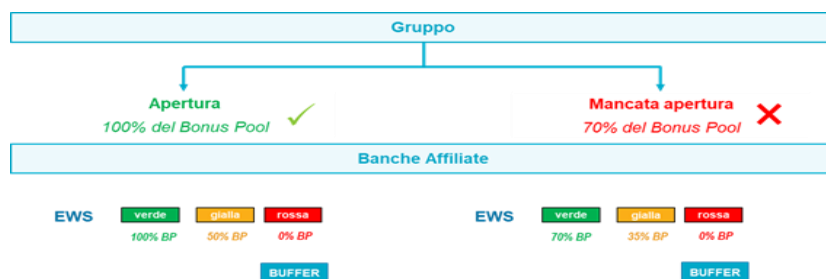 Gruppo
Apertura
100% del Bonus Pool
Mancata apertura
70% del Bonus Pool
Banche Affiliate
EWS verde gialla rossa
100% BP 50% BP 0% BP
BUFFER
EWS verde gialla rossa
70% BP 35% BP 0% BP
BUFFER